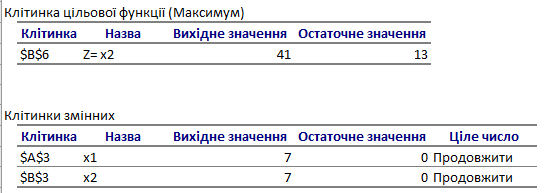 Клітинка цільової функції (Максимум)
Клітинка Назва Вихідне значення Остаточне значення
$B$6 Z= x2 41 13
Клітинки змінних
Клітинка Назва Вихідне значення Остаточне значення Ціле число
$A$3 x1 7 0 Продовжити
$B$3 x2 7 0 Продовжити